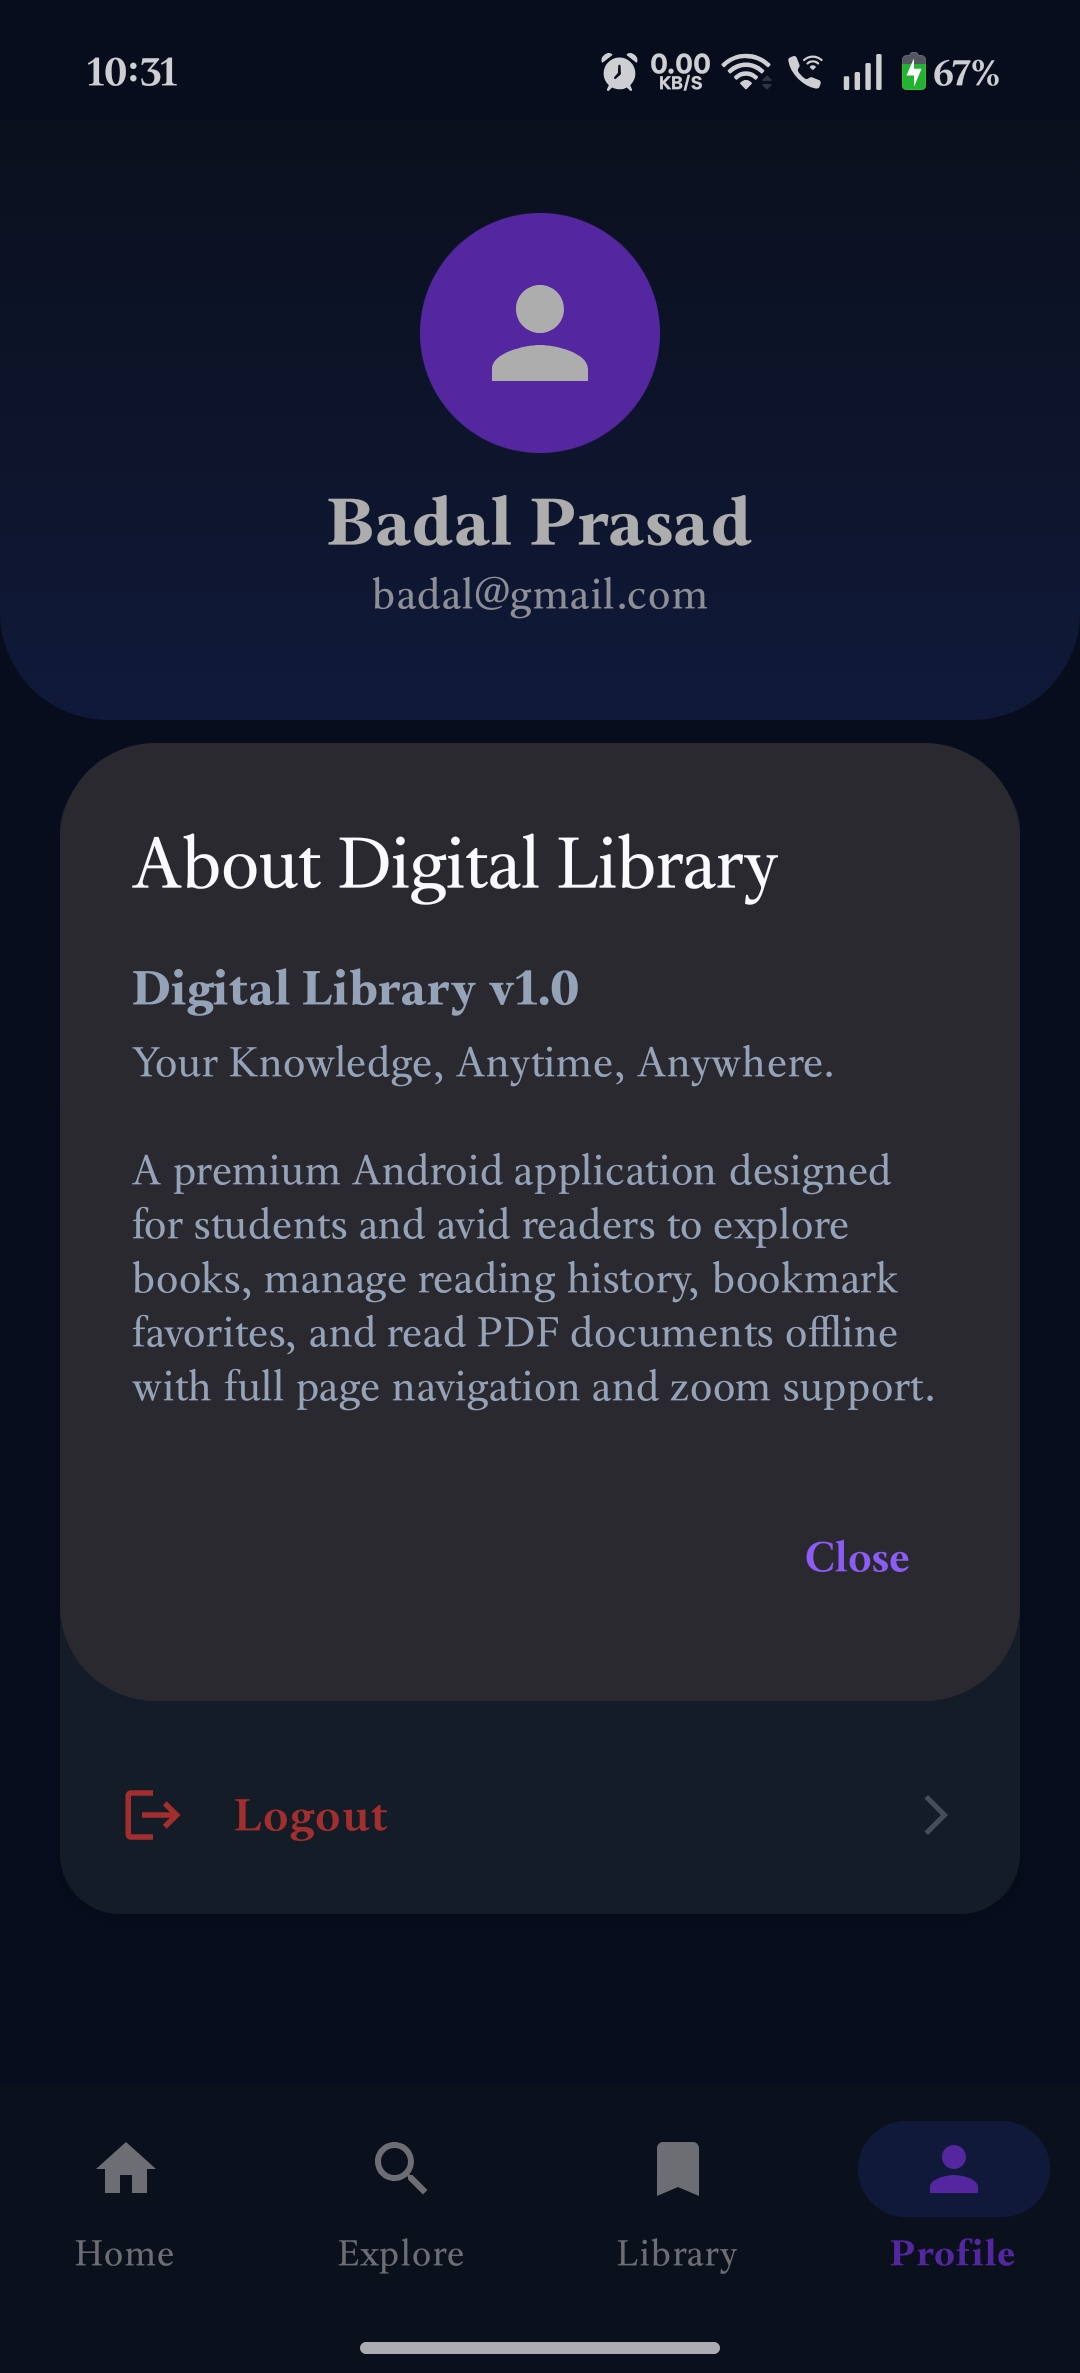 10:31
0.00
KB/S
67%
Badal Prasad
badal@gmail.com
About Digital Library
Digital Library v1.0
Your Knowledge, Anytime, Anywhere.
A premium Android application designed
for students and avid readers to explore
books, manage reading history, bookmark
favorites, and read PDF documents offline
with full page navigation and zoom support.
Close
Logout
Home
Explore
Library
Profile